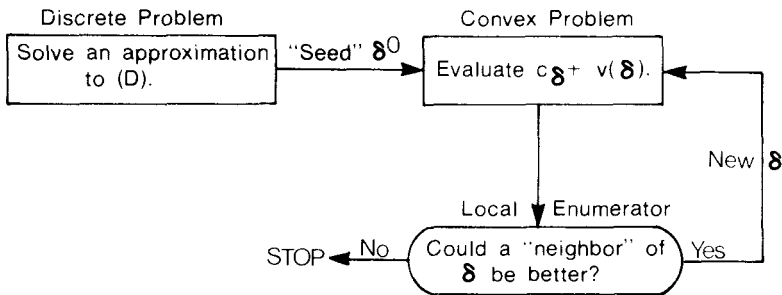 Discrete Problem
Convex Problem
Solve an approximation
to (D).
"Seed" δ⁰
Evaluate c δ + v(δ).
New δ
Local Enumerator
Could a "neighbor" of
δ be better?
STOP
No
Yes